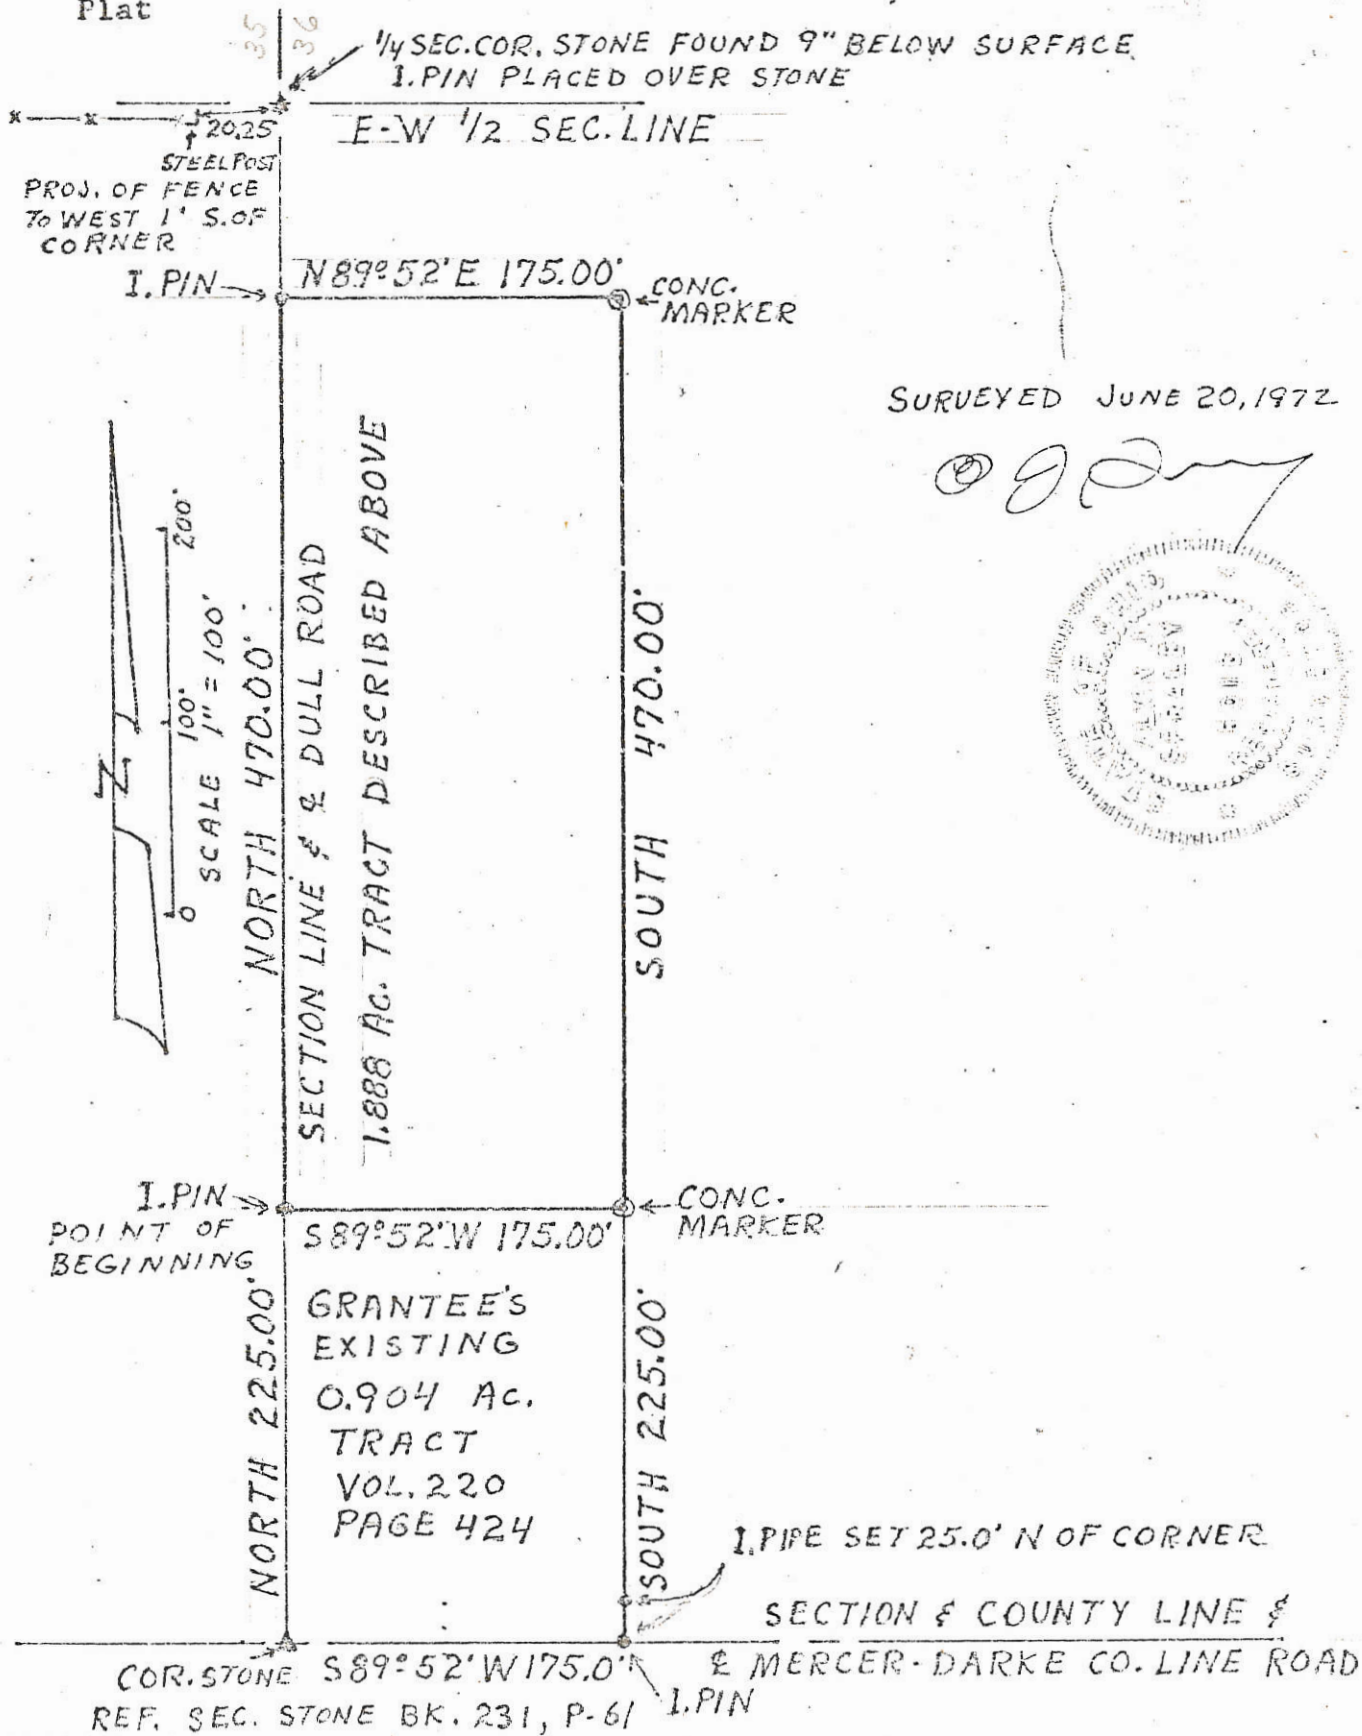 Plat
35 36
1/4 SEC.COR. STONE FOUND 9" BELOW SURFACE
I.PIN PLACED OVER STONE
x x x
20.25
E-W 1/2 SEC. LINE
STEEL POST
PROJ. OF FENCE
TO WEST 1' S.OF
CORNER
I.PIN
N89°52'E 175.00'
CONC.
MARKER
SURVEYED JUNE 20, 1972
N
0 100' 200'
SCALE 1" = 100'
NORTH 470.00'
SECTION LINE & ℄ DULL ROAD
1.888 AC. TRACT DESCRIBED ABOVE
SOUTH 470.00'
I.PIN
POINT OF
BEGINNING
S89°52'W 175.00'
CONC.
MARKER
NORTH 225.00'
GRANTEE'S
EXISTING
0.904 AC.
TRACT
VOL. 220
PAGE 424
SOUTH 225.00'
I.PIPE SET 25.0' N OF CORNER
SECTION & COUNTY LINE &
℄ MERCER-DARKE CO. LINE ROAD
COR.STONE S89°52'W 175.0'
I.PIN
REF. SEC. STONE BK. 231, P-61